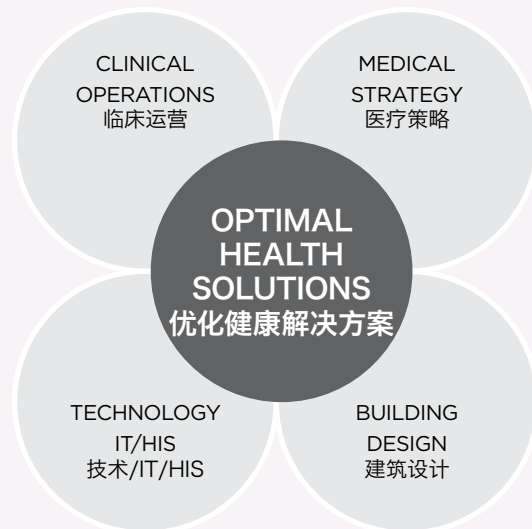 CLINICAL
OPERATIONS
临床运营
MEDICAL
STRATEGY
医疗策略
OPTIMAL
HEALTH
SOLUTIONS
优化健康解决方案
TECHNOLOGY
IT/HIS
技术/IT/HIS
BUILDING
DESIGN
建筑设计